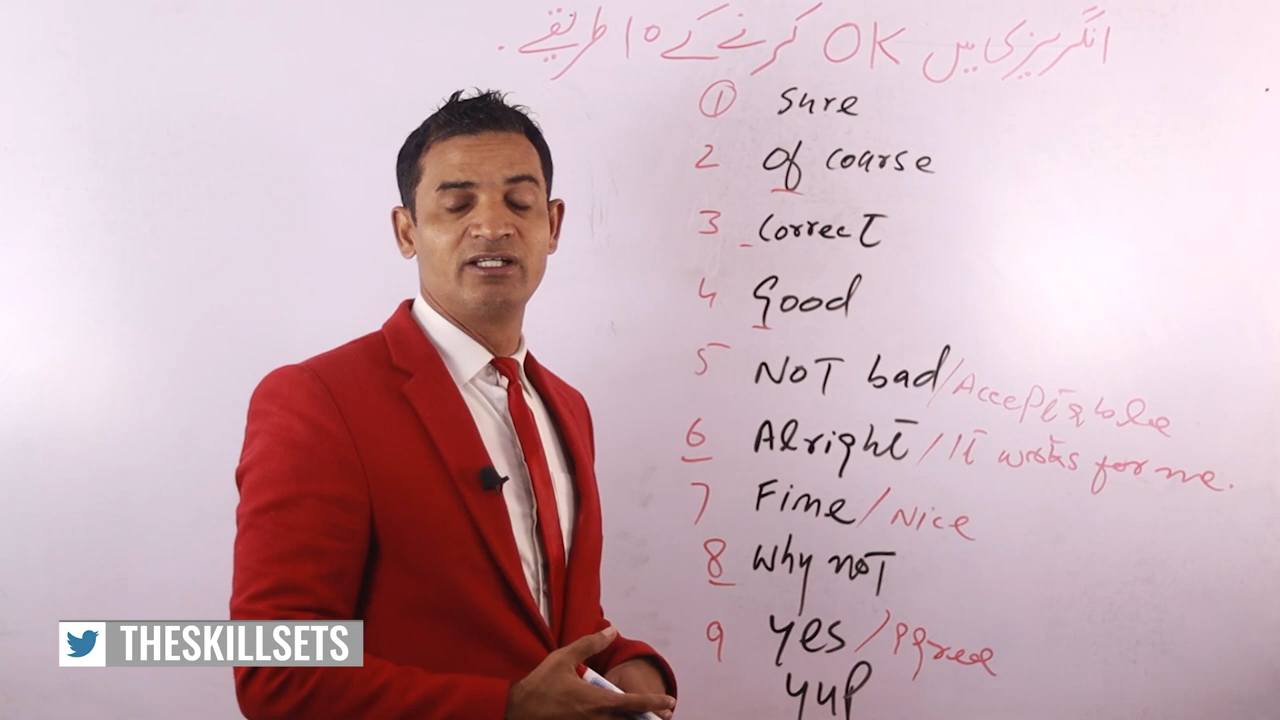 انگریزی میں OK کرنے کے 10 طریقے.
1 Sure
2 Of course
3 Correct
4 Good
5 Not bad / Acceptable
6 Alright / It works for me.
7 Fine / Nice
8 Why not
9 Yes / Agreed
yup
THESKILLSETS